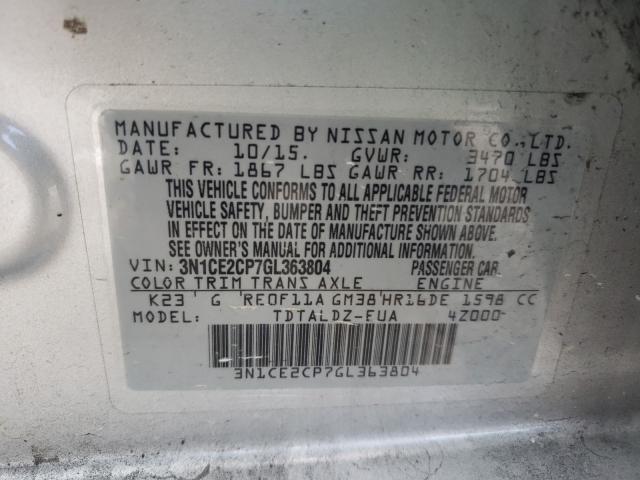 MANUFACTURED BY NISSAN MOTOR CO., LTD.
DATE: 10/15. GVWR: 3470 LBS
GAWR FR: 1867 LBS GAWR RR: 1704 LBS
THIS VEHICLE CONFORMS TO ALL APPLICABLE FEDERAL MOTOR
VEHICLE SAFETY, BUMPER AND THEFT PREVENTION STANDARDS
IN EFFECT ON THE DATE OF MANUFACTURE SHOWN ABOVE.
SEE OWNER'S MANUAL FOR ADDITIONAL INFORMATION.
VIN: 3N1CE2CP7GL363804 PASSENGER CAR.
COLOR TRIM TRANS AXLE ENGINE
K23 G RE0F11A GM38 HR16DE 1598 CC
MODEL: TDTALDZ-EUA 4Z000-
3N1CE2CP7GL363804